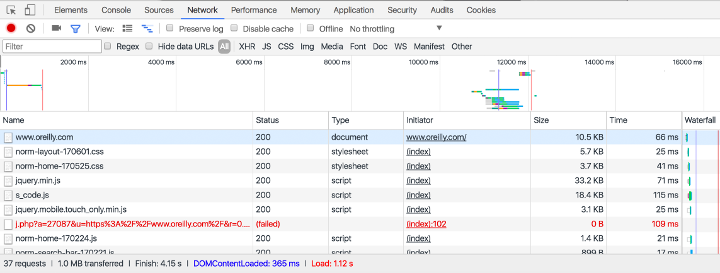 Elements Console Sources Network Performance Memory Application Security Audits Cookies
View: Preserve log Disable cache Offline No throttling
Filter Regex Hide data URLs All XHR JS CSS Img Media Font Doc WS Manifest Other
2000 ms 4000 ms 6000 ms 8000 ms 10000 ms 12000 ms 14000 ms 16000 ms
Name Status Type Initiator Size Time Waterfall
www.oreilly.com 200 document www.oreilly.com/ 10.5 KB 66 ms
norm-layout-170601.css 200 stylesheet (index) 5.7 KB 25 ms
norm-home-170525.css 200 stylesheet (index) 3.7 KB 41 ms
jquery.min.js 200 script (index) 33.2 KB 71 ms
s_code.js 200 script (index) 18.4 KB 115 ms
jquery.mobile.touch_only.min.js 200 script (index) 3.1 KB 25 ms
j.php?a=27087&u=https%3A%2F%2Fwww.oreilly.com%2F&r=0.... (failed) (index):102 0 B 109 ms
norm-home-170224.js 200 script (index) 1.4 KB 21 ms
norm-search-bar-170221.js 200 script (index) 899 B 17 ms
37 requests | 1.0 MB transferred | Finish: 4.15 s | DOMContentLoaded: 365 ms | Load: 1.12 s